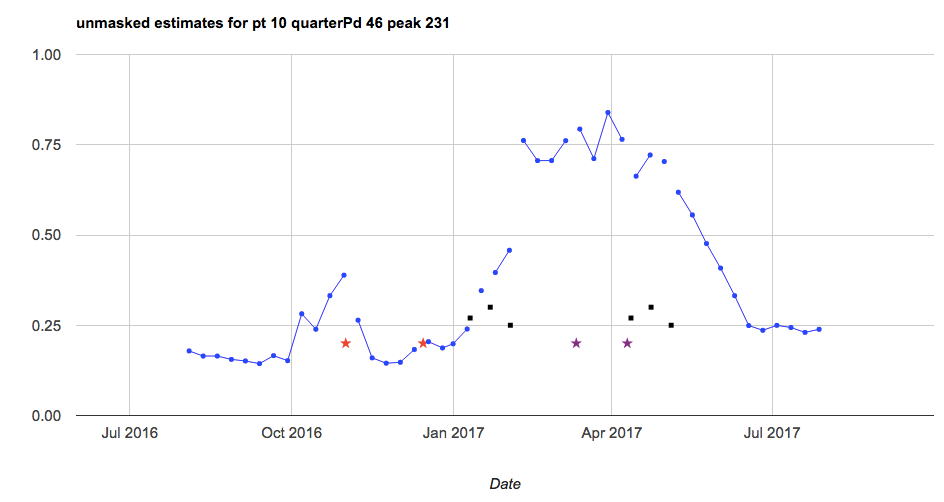 unmasked estimates for pt 10 quarterPd 46 peak 231
1.00
0.75
0.50
0.25
0.00
Jul 2016 Oct 2016 Jan 2017 Apr 2017 Jul 2017
Date